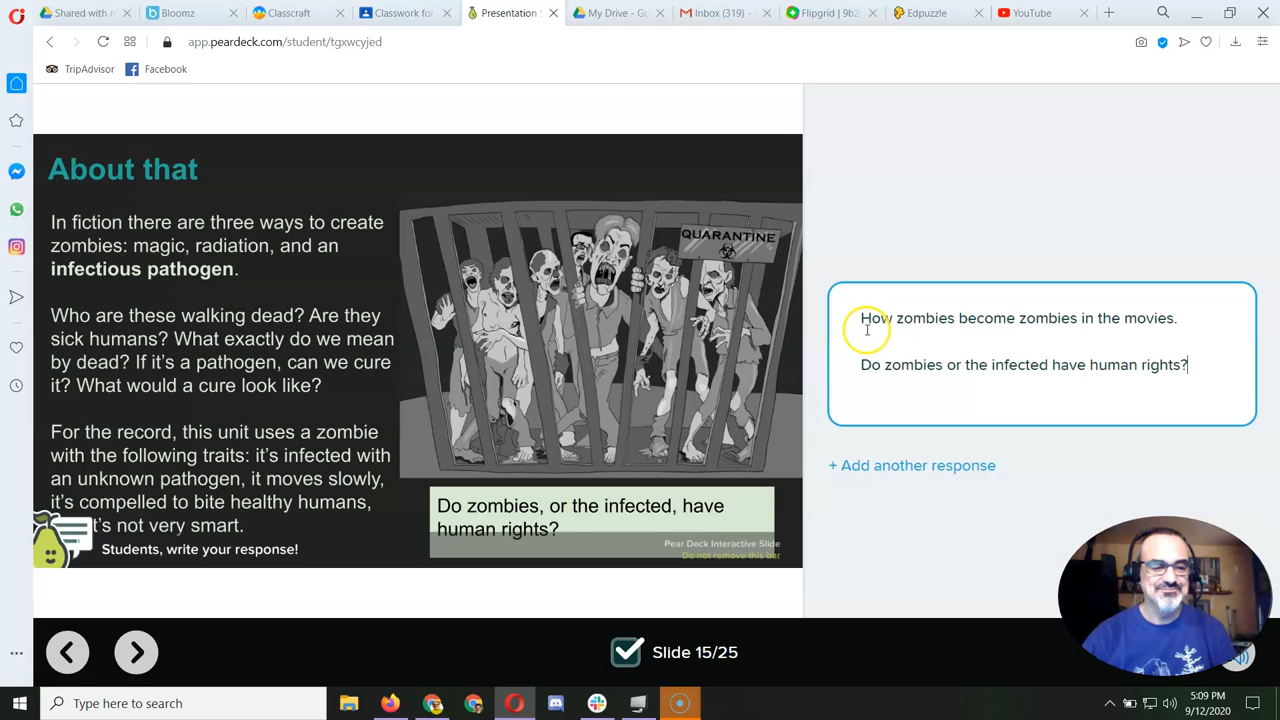 Shared with m
Bloomz
Classcraft
Classwork for
Presentation
My Drive - Go
Inbox (319) -
Flipgrid | 9b2
Edpuzzle
YouTube
app.peardeck.com/student/tgxwcyjed
TripAdvisor
Facebook
About that
In fiction there are three ways to create
zombies: magic, radiation, and an
infectious pathogen.
Who are these walking dead? Are they
sick humans? What exactly do we mean
by dead? If it's a pathogen, can we cure
it? What would a cure look like?
For the record, this unit uses a zombie
with the following traits: it's infected with
an unknown pathogen, it moves slowly,
it's compelled to bite healthy humans,
t's not very smart.
Students, write your response!
QUARANTINE
Do zombies, or the infected, have
human rights?
Pear Deck Interactive Slide
Do not remove this bar
How zombies become zombies in the movies.
Do zombies or the infected have human rights?
+ Add another response
Slide 15/25
Type here to search
5:09 PM
9/12/2020